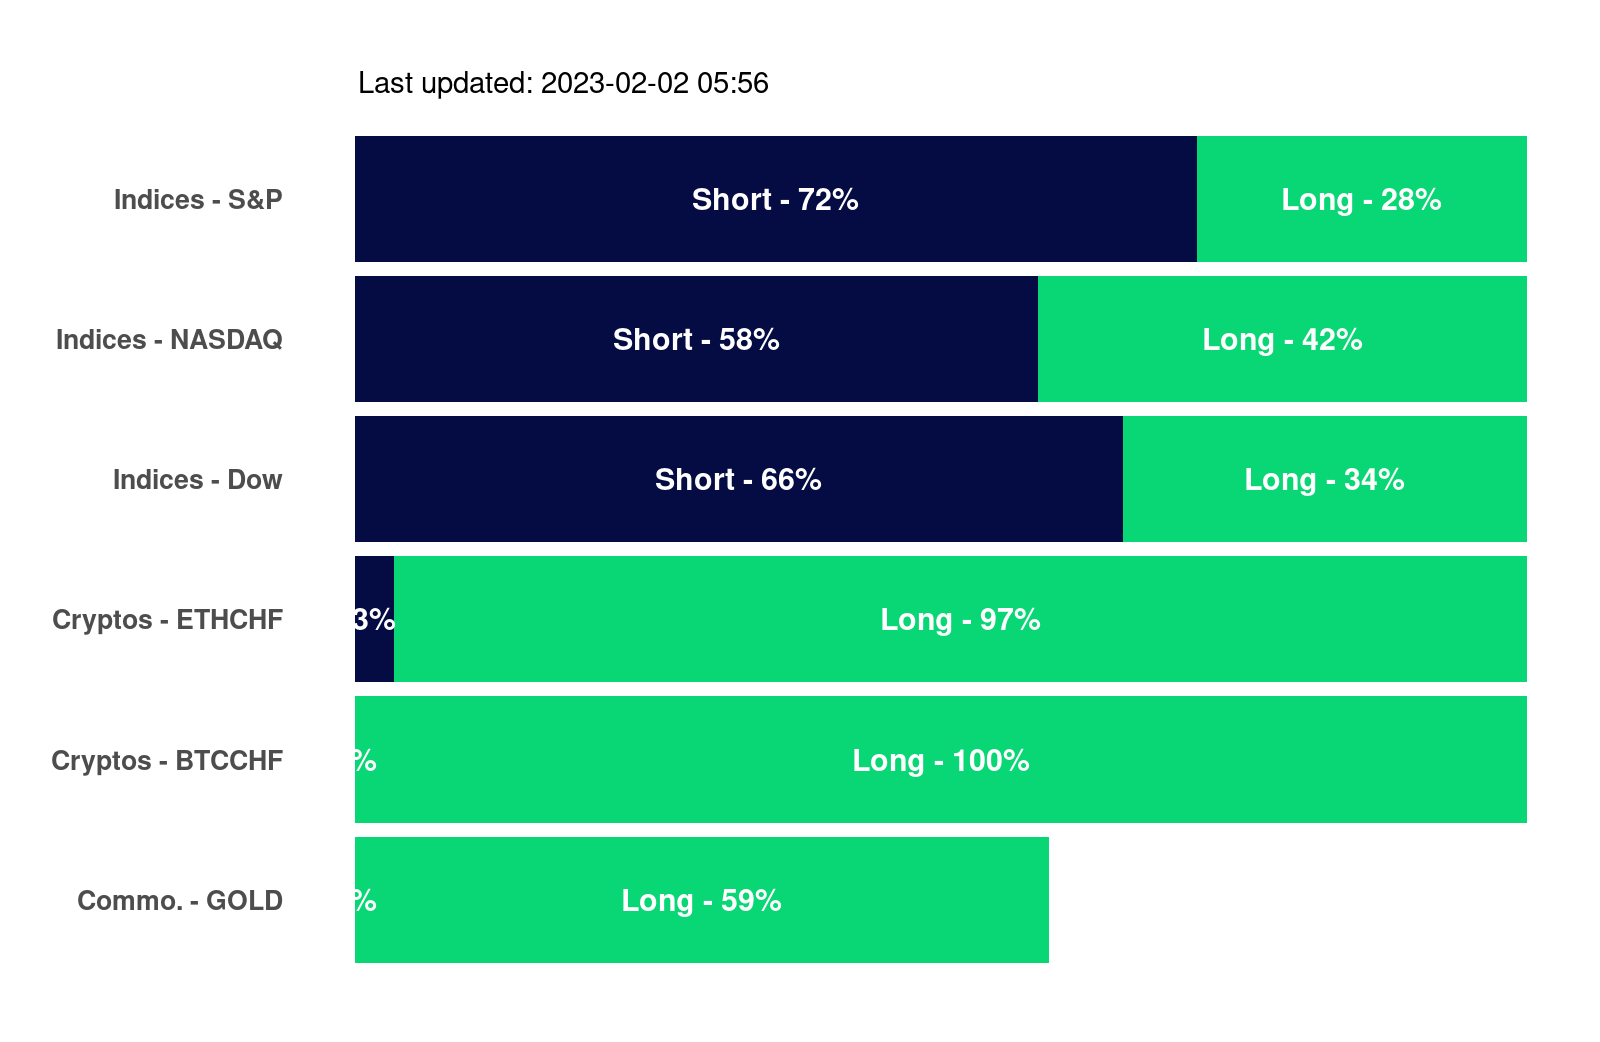 Last updated: 2023-02-02 05:56
Indices - S&P
Short - 72%
Long - 28%
Indices - NASDAQ
Short - 58%
Long - 42%
Indices - Dow
Short - 66%
Long - 34%
Cryptos - ETHCHF
3%
Long - 97%
Cryptos - BTCCHF
%
Long - 100%
Commo. - GOLD
%
Long - 59%